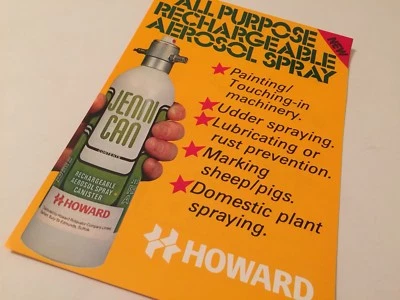 ALL PURPOSE
RECHARGEABLE
AEROSOL SPRAY
NEW
★Painting/
Touching-in
machinery.
★Udder spraying.
★Lubricating or
rust prevention.
★Marking
sheep/pigs.
★Domestic plant
spraying.
JENNI
CAN
RECHARGEABLE
AEROSOL SPRAY
CANISTER
HOWARD
HOWARD